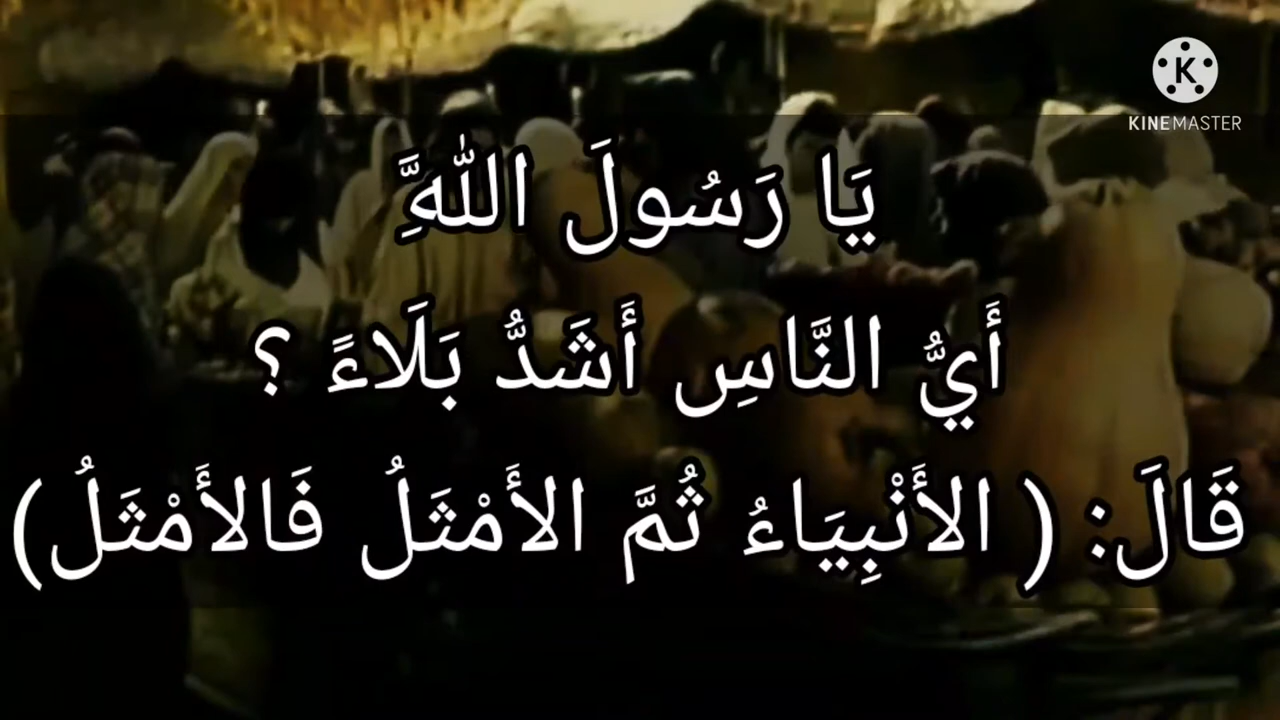 KINEMASTER
يَا رَسُولَ اللَّهِ
أَيُّ النَّاسِ أَشَدُّ بَلَاءً ؟
قَالَ: ( الأَنْبِيَاءُ ثُمَّ الأَمْثَلُ فَالأَمْثَلُ)